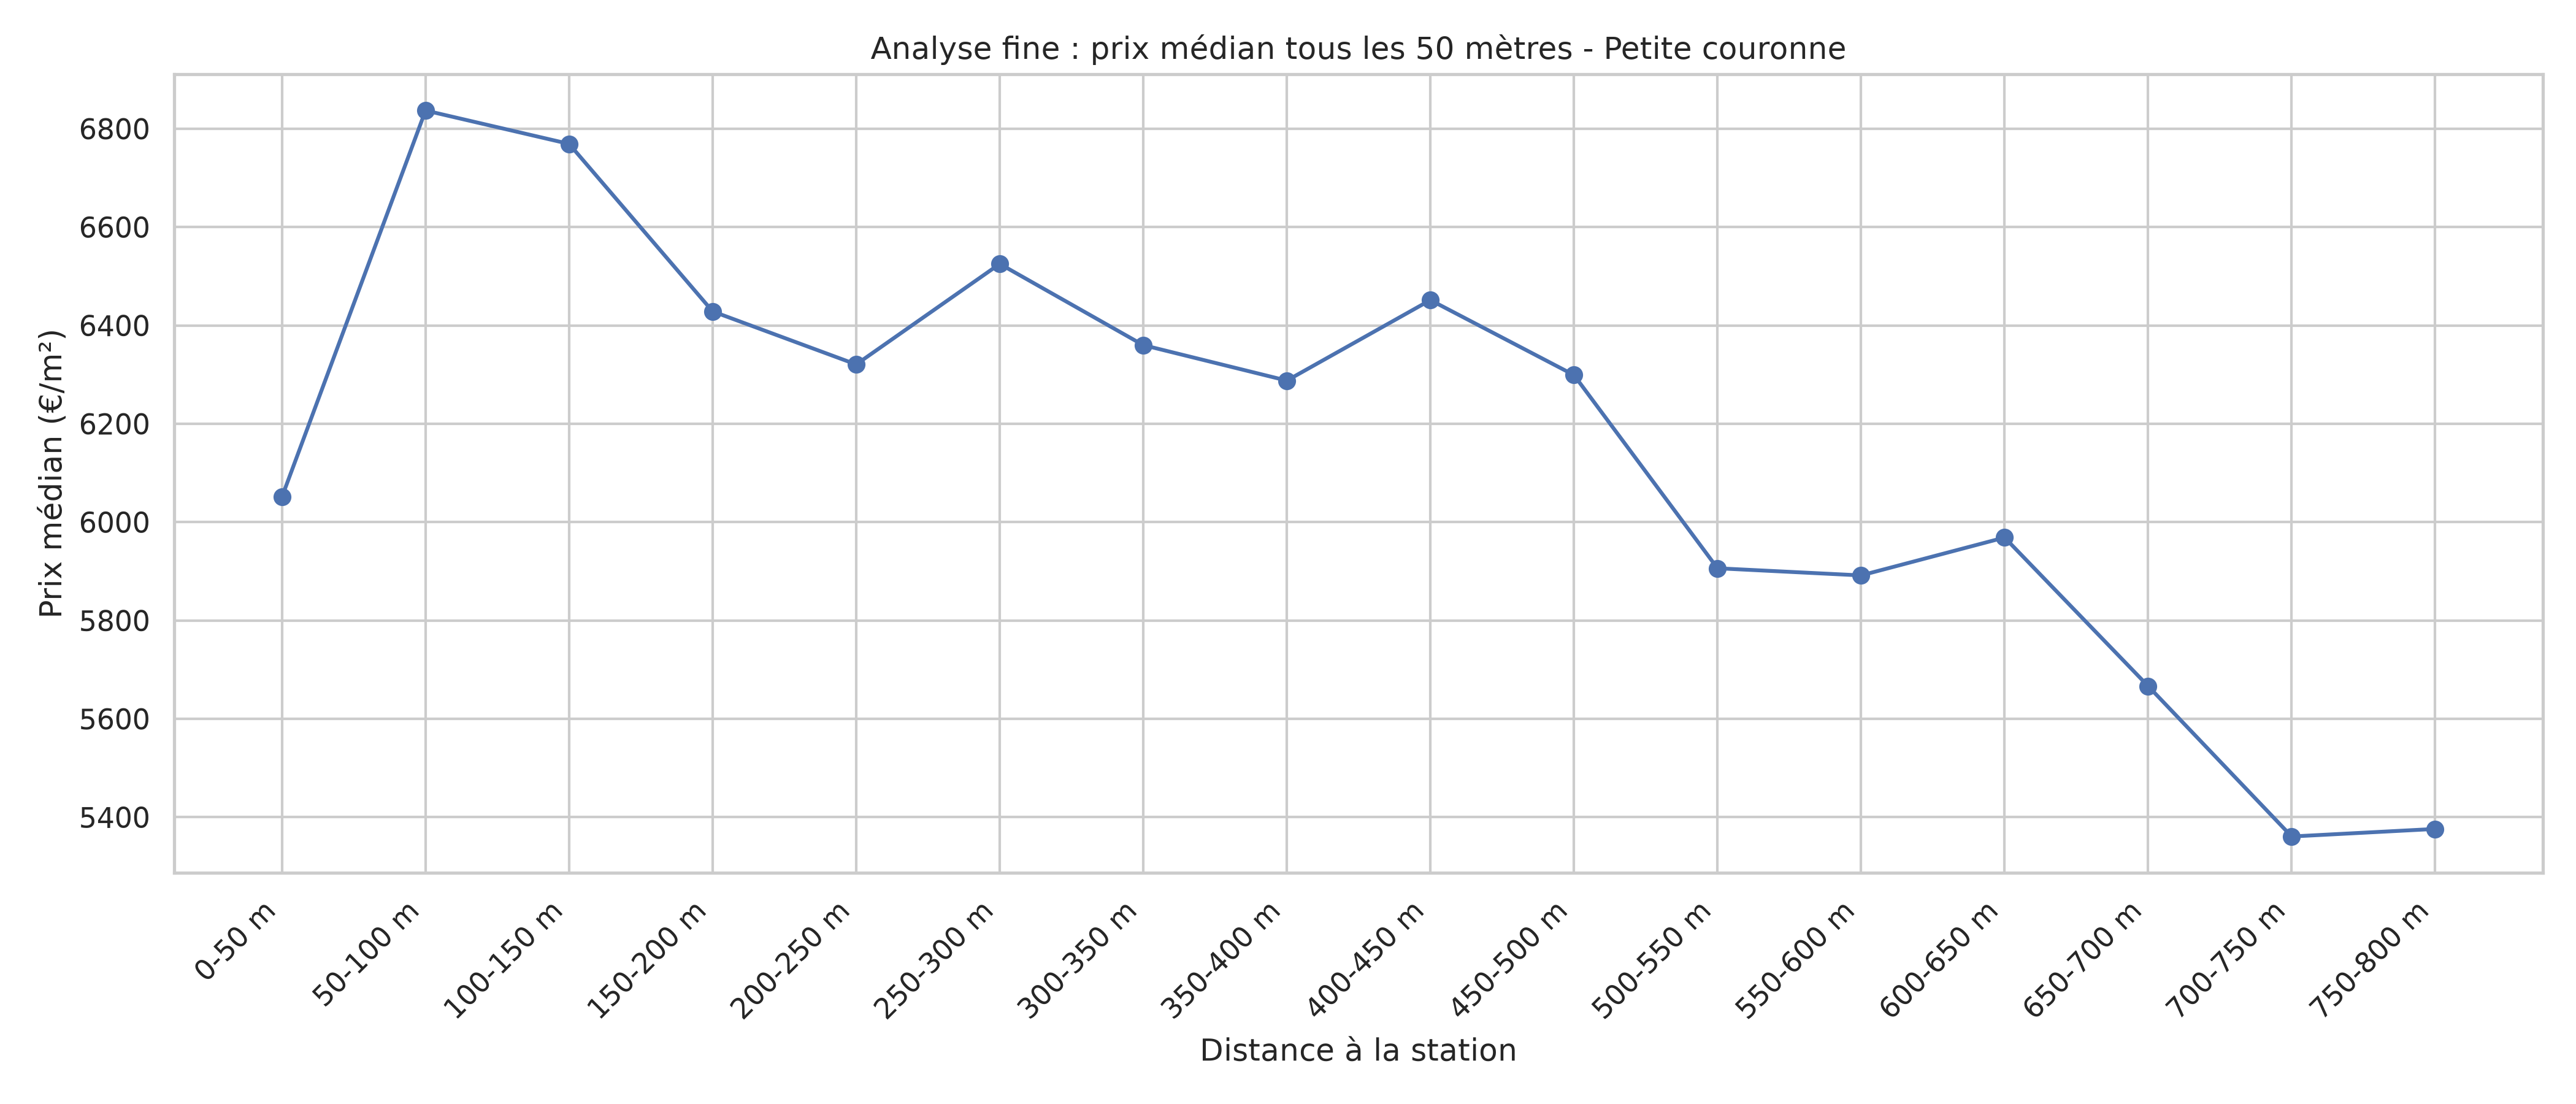 Analyse fine : prix médian tous les 50 mètres - Petite couronne
Prix médian (€/m²)
6800
6600
6400
6200
6000
5800
5600
5400
0-50 m
50-100 m
100-150 m
150-200 m
200-250 m
250-300 m
300-350 m
350-400 m
400-450 m
450-500 m
500-550 m
550-600 m
600-650 m
650-700 m
700-750 m
750-800 m
Distance à la station